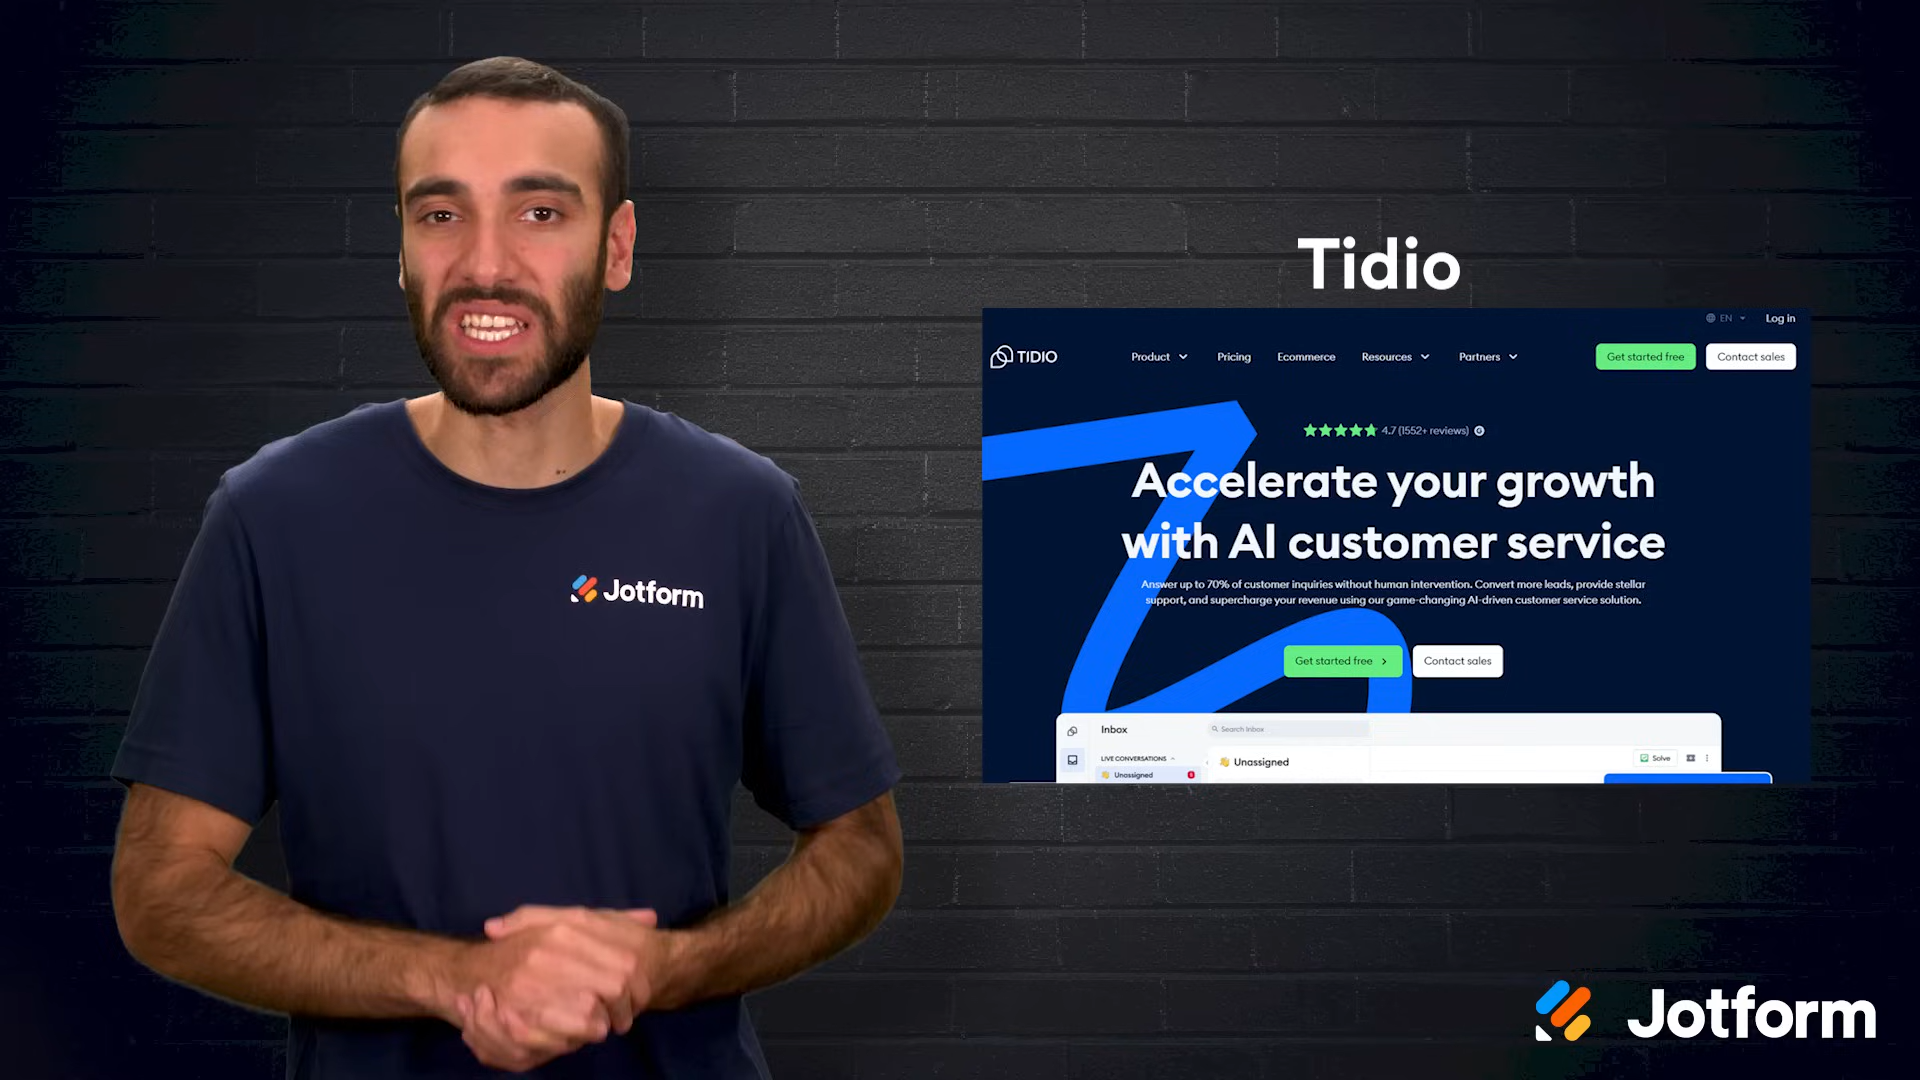 Tidio
EN
Log in
TIDIO
Product
Pricing
Ecommerce
Resources
Partners
Get started free
Contact sales
4.7 (1552+ reviews)
Accelerate your growth
with AI customer service
Answer up to 70% of customer inquiries without human intervention. Convert more leads, provide stellar
support, and supercharge your revenue using our game-changing AI-driven customer service solution.
Get started free
Contact sales
Inbox
Search Inbox
LIVE CONVERSATIONS
Unassigned
Unassigned
Solve
Jotform
Jotform